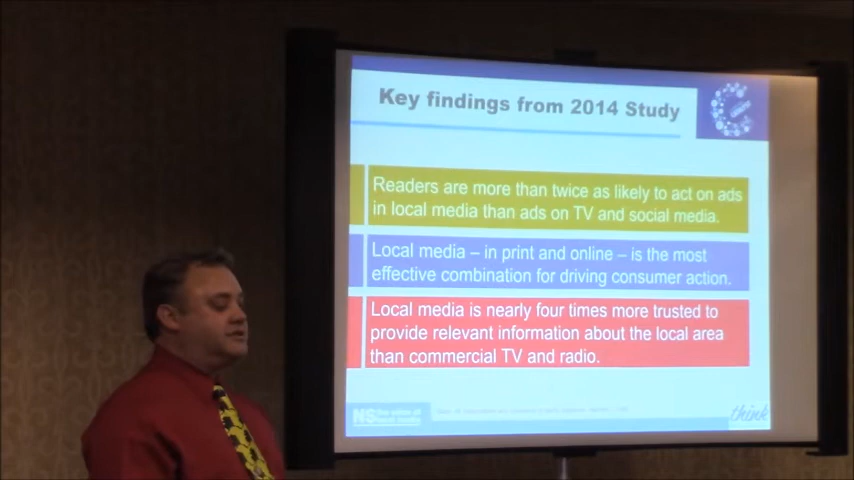 Key findings from 2014 Study
Readers are more than twice as likely to act on ads
in local media than ads on TV and social media.
Local media – in print and online – is the most
effective combination for driving consumer action.
Local media is nearly four times more trusted to
provide relevant information about the local area
than commercial TV and radio.
NS
think